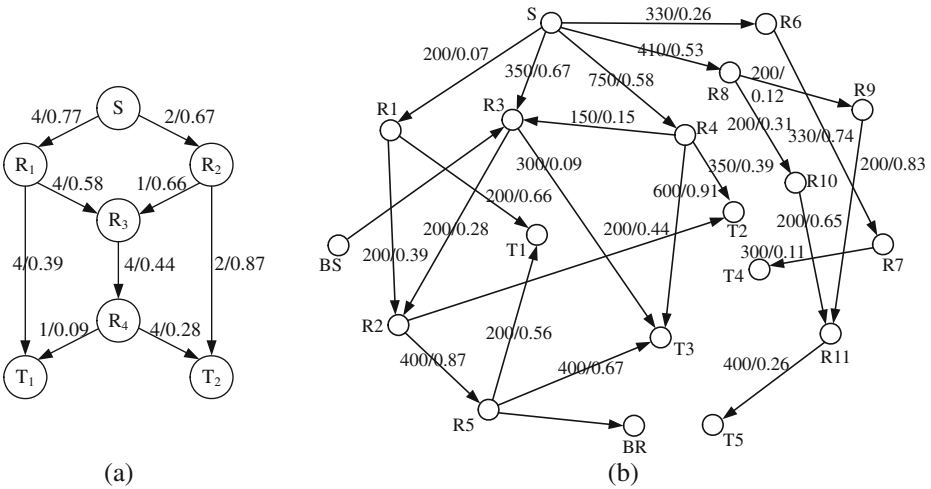 S
4/0.77
2/0.67
R1
R2
4/0.58
1/0.66
R3
4/0.39
4/0.44
2/0.87
R4
1/0.09
4/0.28
T1
T2
(a)
S
330/0.26
R6
200/0.07
350/0.67
410/0.53
750/0.58
R8
200/
0.12
R9
R1
R3
150/0.15
R4
200/0.31
330/0.74
300/0.09
350/0.39
200/0.83
R10
200/0.66
600/0.91
T2
200/0.65
BS
200/0.39
200/0.28
T1
200/0.44
300/0.11
T4
R7
R2
200/0.56
T3
R11
400/0.87
400/0.67
400/0.26
R5
BR
T5
(b)